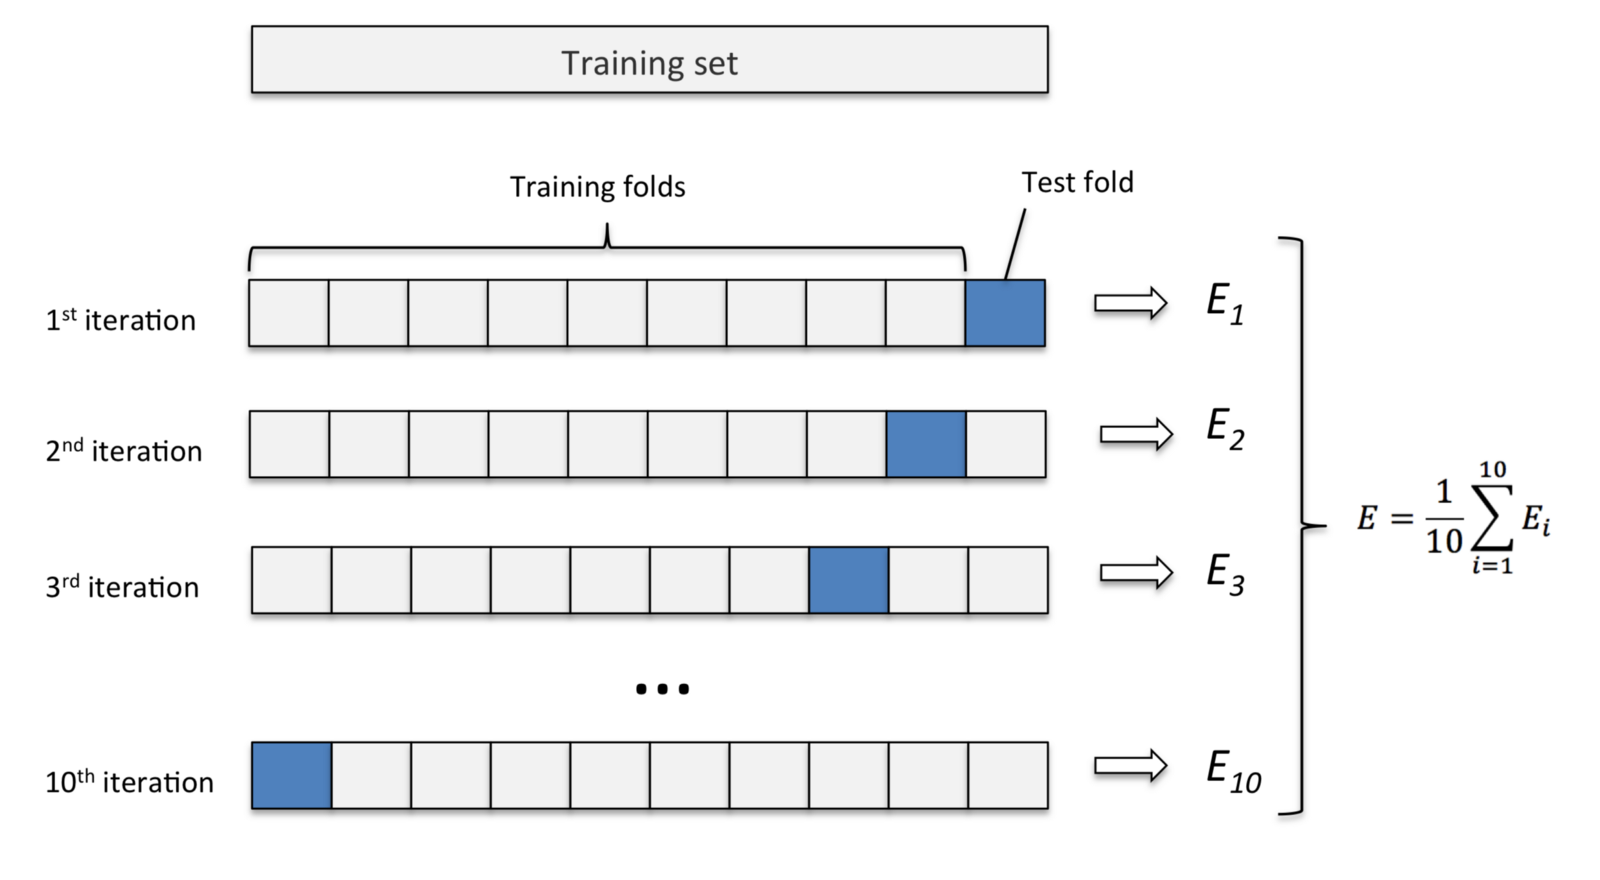 Training set
Training folds
Test fold
1st iteration
E1
2nd iteration
E2
E = 1/10 ∑ i=1 10 Ei
3rd iteration
E3
...
10th iteration
E10